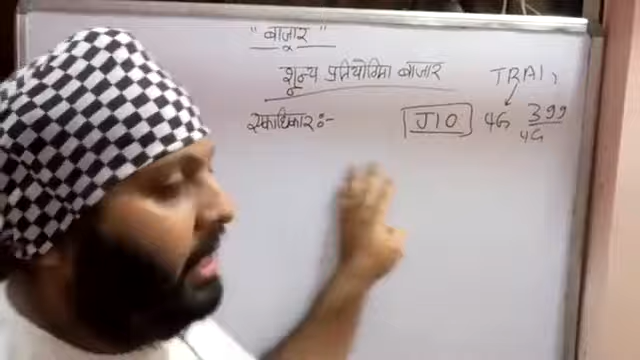 " बाजार "
शून्य प्रतियोगिता बाजार
TRAI,
एकाधिकार :- JIO 4G 399
4G